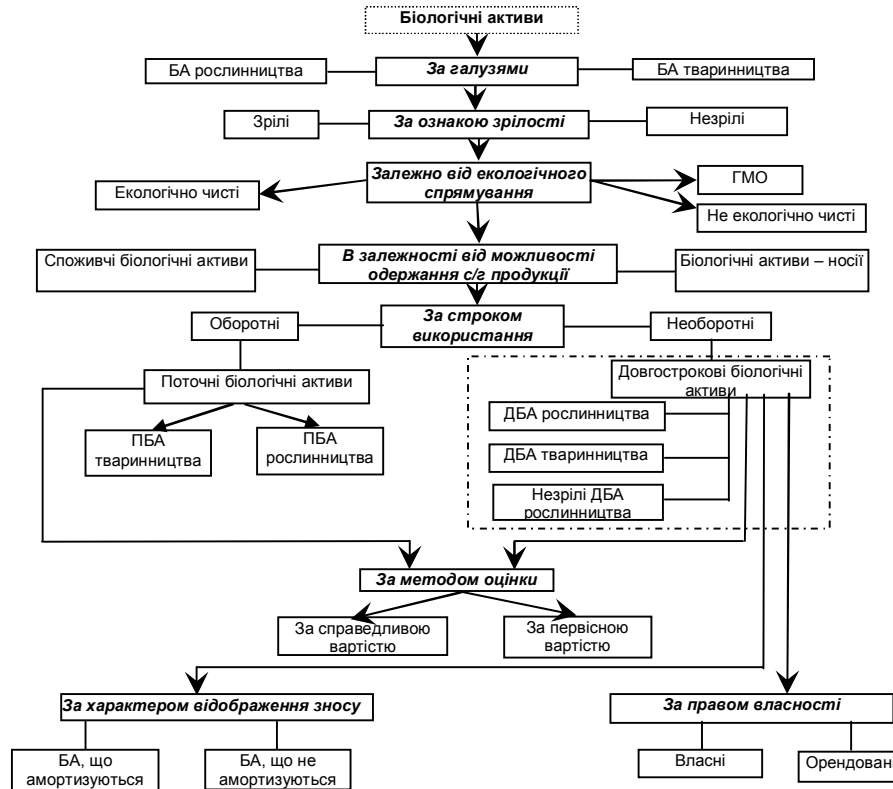 Біологічні активи
БА рослинництва
За галузями
БА тваринництва
Зрілі
За ознакою зрілості
Незрілі
Екологічно чисті
Залежно від екологічного
спрямування
ГМО
Не екологічно чисті
Споживчі біологічні активи
В залежності від можливості
одержання с/г продукції
Біологічні активи – носії
Оборотні
За строком
використання
Необоротні
Поточні біологічні активи
Довгострокові біологічні
активи
ПБА
тваринництва
ПБА
рослинництва
ДБА рослинництва
ДБА тваринництва
Незрілі ДБА
рослинництва
За методом оцінки
За справедливою
вартістю
За первісною
вартістю
За характером відображення зносу
За правом власності
БА, що
амортизуються
БА, що не
амортизуються
Власні
Орендован